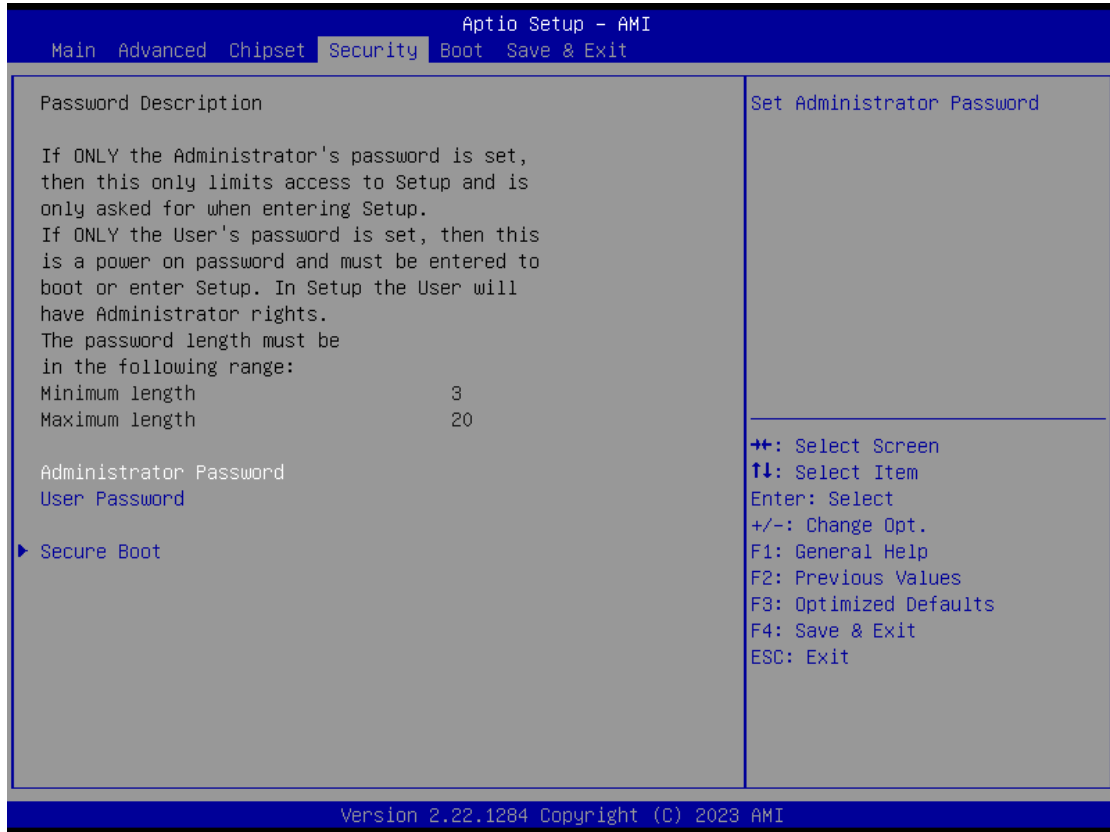 Aptio Setup - AMI
Main Advanced Chipset Security Boot Save & Exit
Password Description
If ONLY the Administrator's password is set,
then this only limits access to Setup and is
only asked for when entering Setup.
If ONLY the User's password is set, then this
is a power on password and must be entered to
boot or enter Setup. In Setup the User will
have Administrator rights.
The password length must be
in the following range:
Minimum length 3
Maximum length 20
Administrator Password
User Password
Secure Boot
Set Administrator Password
→←: Select Screen
↑↓: Select Item
Enter: Select
+/-: Change Opt.
F1: General Help
F2: Previous Values
F3: Optimized Defaults
F4: Save & Exit
ESC: Exit
Version 2.22.1284 Copyright (C) 2023 AMI